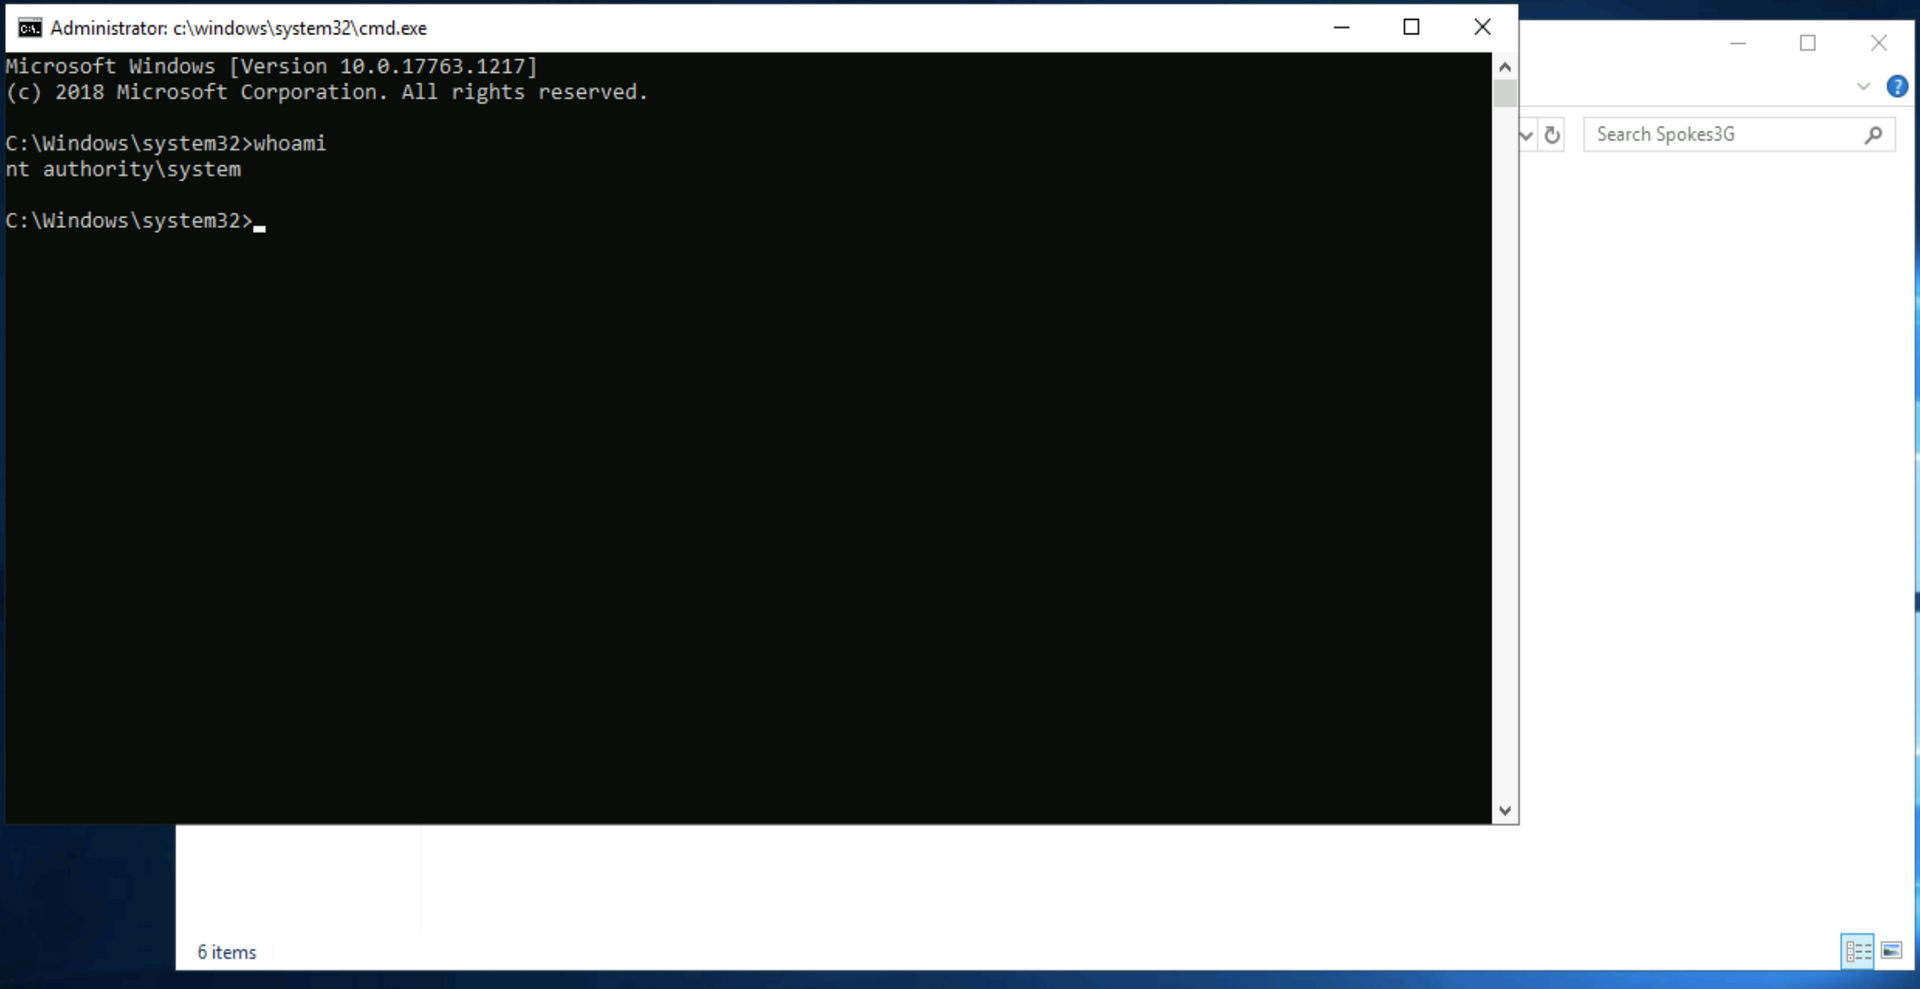 Administrator: c:\windows\system32\cmd.exe
Microsoft Windows [Version 10.0.17763.1217]
(c) 2018 Microsoft Corporation. All rights reserved.
C:\Windows\system32>whoami
nt authority\system
C:\Windows\system32>
Search Spokes3G
6 items